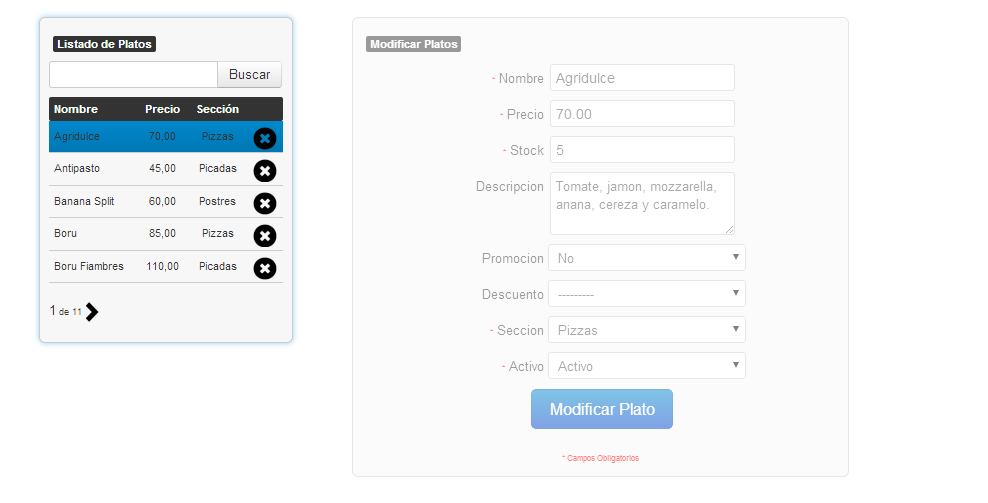 Listado de Platos
Buscar
Nombre Precio Sección
Agridulce 70,00 Pizzas
Antipasto 45,00 Picadas
Banana Split 60,00 Postres
Boru 85,00 Pizzas
Boru Fiambres 110,00 Picadas
1 de 11
Modificar Platos
- Nombre Agridulce
- Precio 70.00
- Stock 5
Descripcion Tomate, jamon, mozzarella,
anana, cereza y caramelo.
Promocion No
Descuento ---------
- Seccion Pizzas
- Activo Activo
Modificar Plato
* Campos Obligatorios